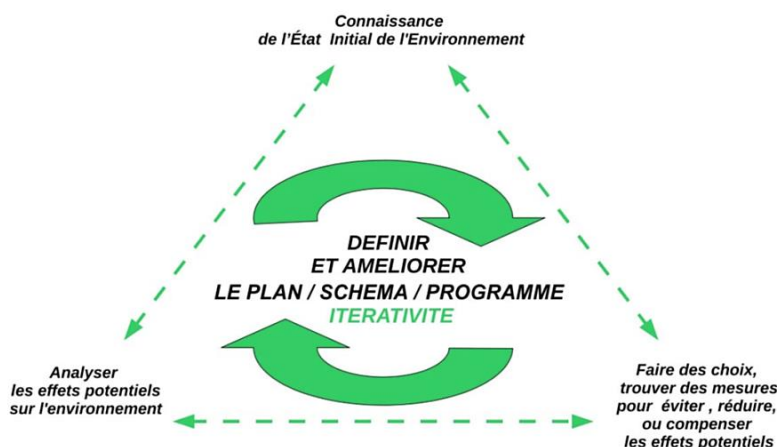 Connaissance
de l'État Initial de l'Environnement
DEFINIR
ET AMELIORER
LE PLAN / SCHEMA / PROGRAMME
ITERATIVITE
Analyser
les effets potentiels
sur l'environnement
Faire des choix,
trouver des mesures
pour éviter , réduire,
ou compenser
les effets potentiels